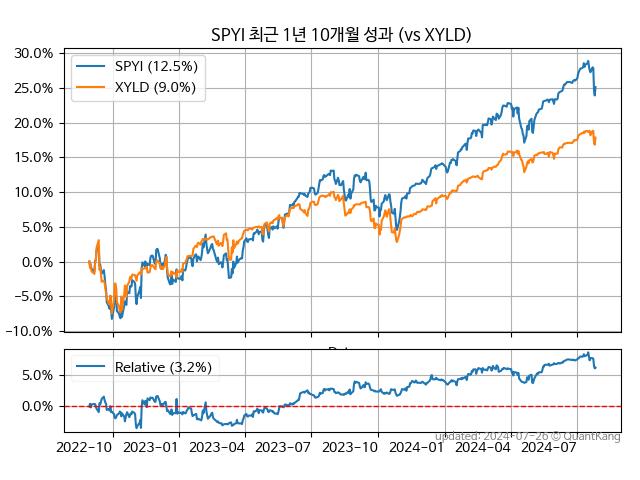 SPYI 최근 1년 10개월 성과 (vs XYLD)
30.0%
25.0%
20.0%
15.0%
10.0%
5.0%
0.0%
−5.0%
−10.0%
SPYI (12.5%)
XYLD (9.0%)
Relative (3.2%)
5.0%
0.0%
2022−10 2023−01 2023−04 2023−07 2023−10 2024−01 2024−04 2024−07
updated: 2024-07-26 © QuantKang